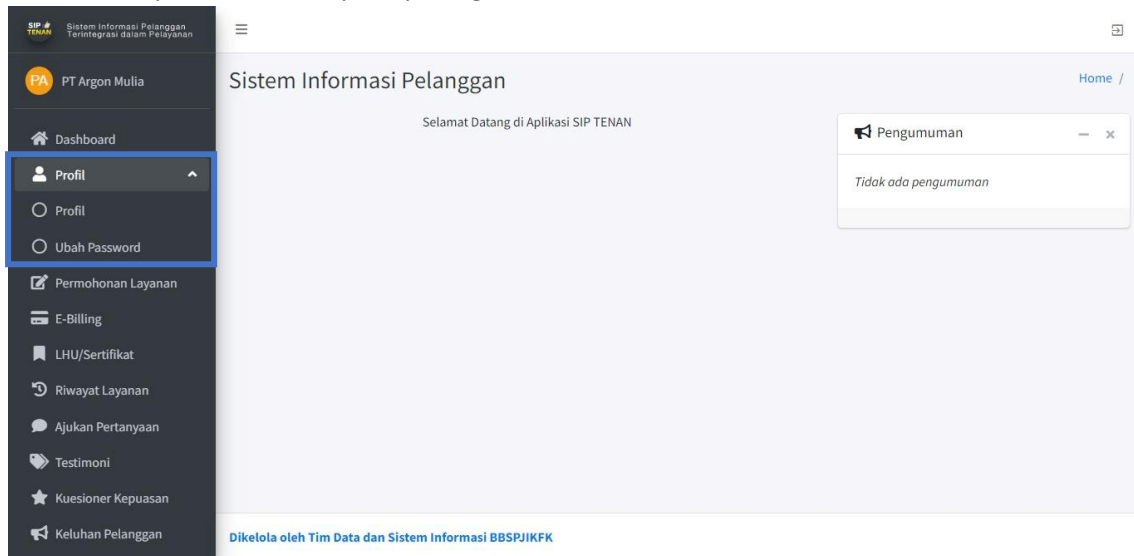 SIP TENAN
Sistem Informasi Pelanggan
Terintegrasi dalam Pelayanan
PA
PT Argon Mulia
Dashboard
Profil
Profil
Ubah Password
Permohonan Layanan
E-Billing
LHU/Sertifikat
Riwayat Layanan
Ajukan Pertanyaan
Testimoni
Kuesioner Kepuasan
Keluhan Pelanggan
Sistem Informasi Pelanggan
Home /
Selamat Datang di Aplikasi SIP TENAN
Pengumuman
Tidak ada pengumuman
Dikelola oleh Tim Data dan Sistem Informasi BBSPJIKFK